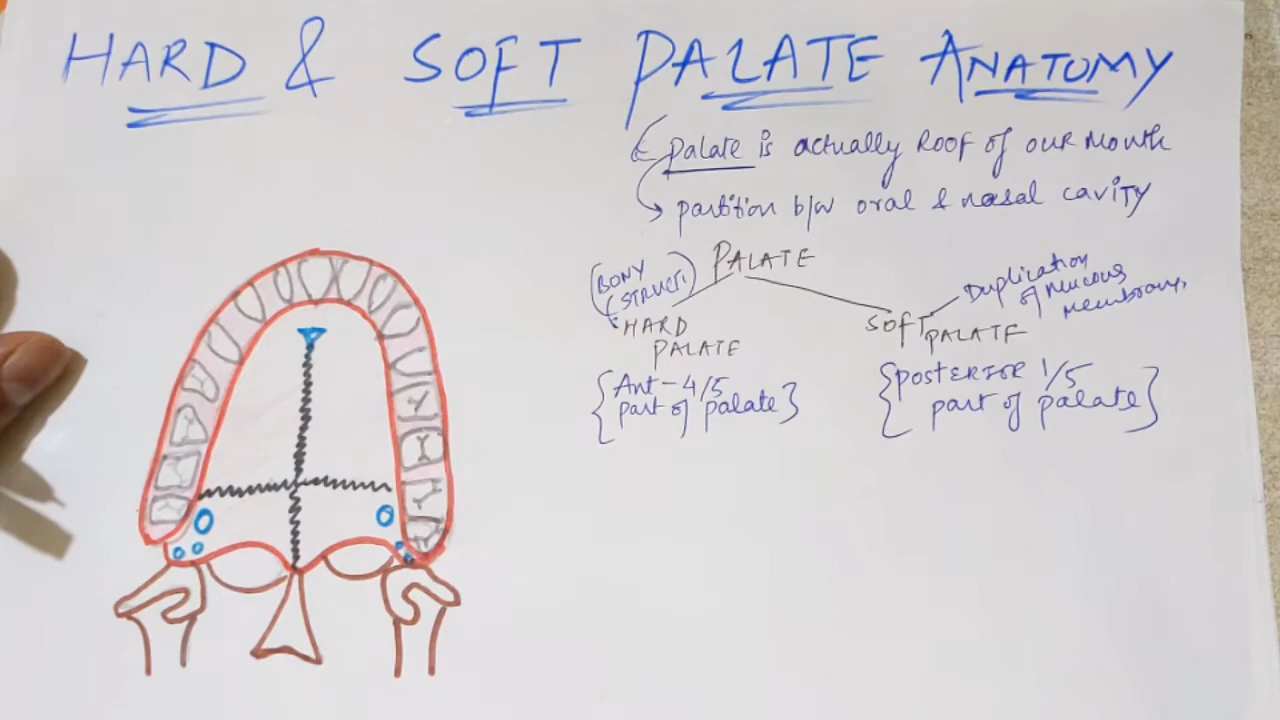 HARD & SOFT PALATE ANATOMY
palate is actually Roof of our Mouth
partition b/w oral & nasal cavity
PALATE
(BONY
STRUCT.)
HARD
PALATE
{Ant - 4/5
part of palate}
Duplication
of Mucous
Membrane
SOFT PALATE
{POSTERIOR 1/5
part of palate}